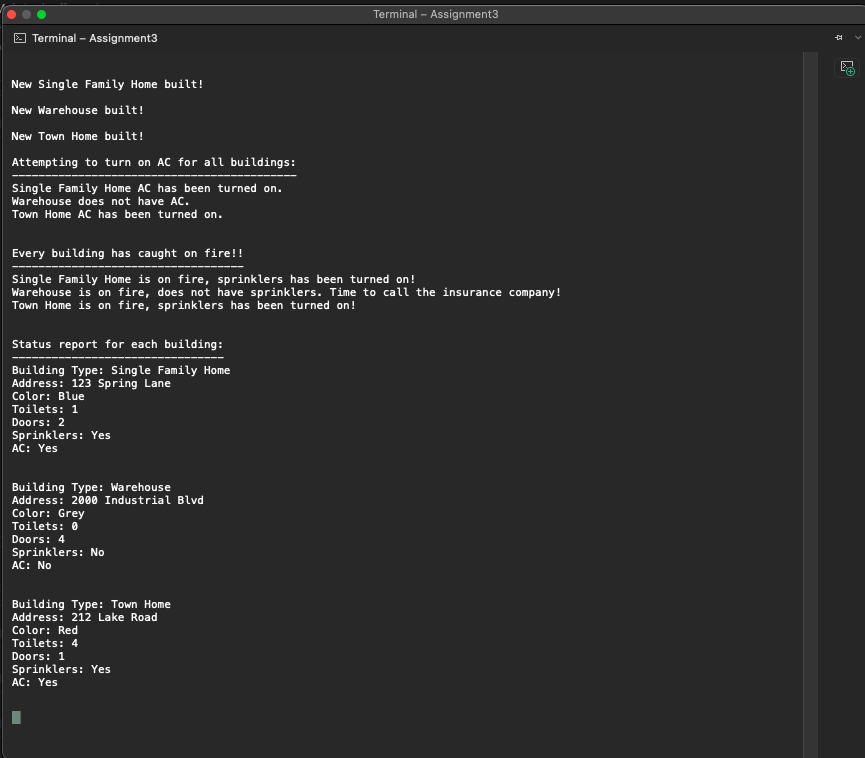 Terminal – Assignment3
Terminal – Assignment3
New Single Family Home built!
New Warehouse built!
New Town Home built!
Attempting to turn on AC for all buildings:
-------------------------------------------
Single Family Home AC has been turned on.
Warehouse does not have AC.
Town Home AC has been turned on.
Every building has caught on fire!!
-----------------------------------
Single Family Home is on fire, sprinklers has been turned on!
Warehouse is on fire, does not have sprinklers. Time to call the insurance company!
Town Home is on fire, sprinklers has been turned on!
Status report for each building:
--------------------------------
Building Type: Single Family Home
Address: 123 Spring Lane
Color: Blue
Toilets: 1
Doors: 2
Sprinklers: Yes
AC: Yes
Building Type: Warehouse
Address: 2000 Industrial Blvd
Color: Grey
Toilets: 0
Doors: 4
Sprinklers: No
AC: No
Building Type: Town Home
Address: 212 Lake Road
Color: Red
Toilets: 4
Doors: 1
Sprinklers: Yes
AC: Yes